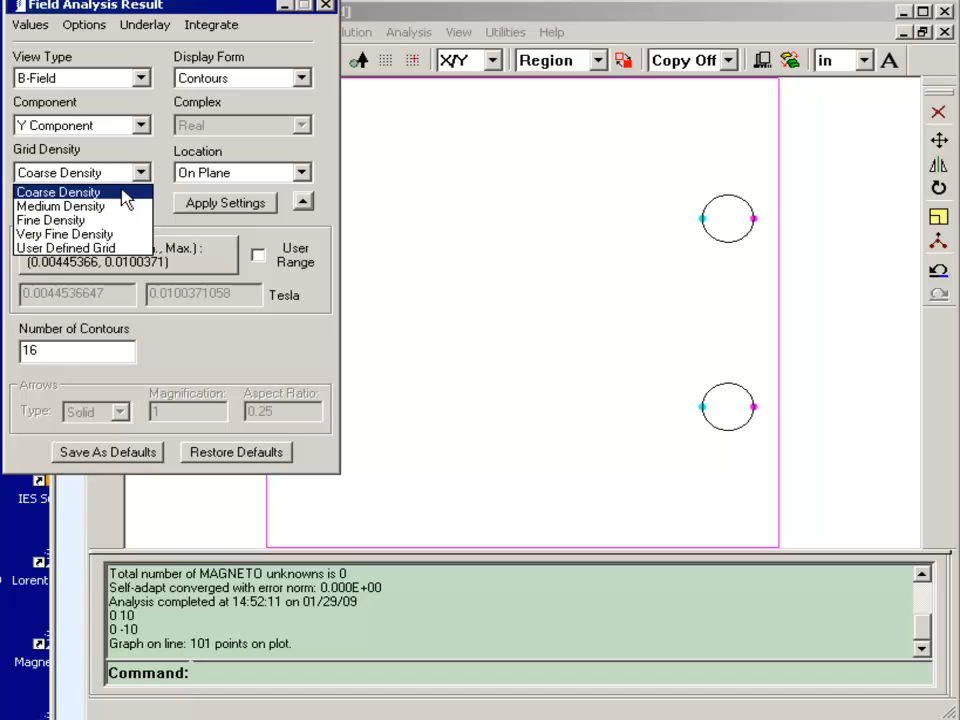 Field Analysis Result
Values Options Underlay Integrate
View Type
Display Form
B-Field
Contours
Component
Complex
Y Component
Real
Grid Density
Location
Coarse Density
On Plane
Coarse Density
Medium Density
Fine Density
Very Fine Density
User Defined Grid
Apply Settings
., Max.) :
(0.00445366, 0.0100371)
User
Range
0.0044536647
0.0100371058
Tesla
Number of Contours
16
Arrows
Type:
Solid
Magnification:
1
Aspect Ratio:
0.25
Save As Defaults
Restore Defaults
Analysis View Utilities Help
X/Y
Region
Copy Off
in
A
IES
Lorent
Magne
Total number of MAGNETO unknowns is 0
Self-adapt converged with error norm: 0.000E+00
Analysis completed at 14:52:11 on 01/29/09
0 10
0 -10
Graph on line: 101 points on plot.
Command: